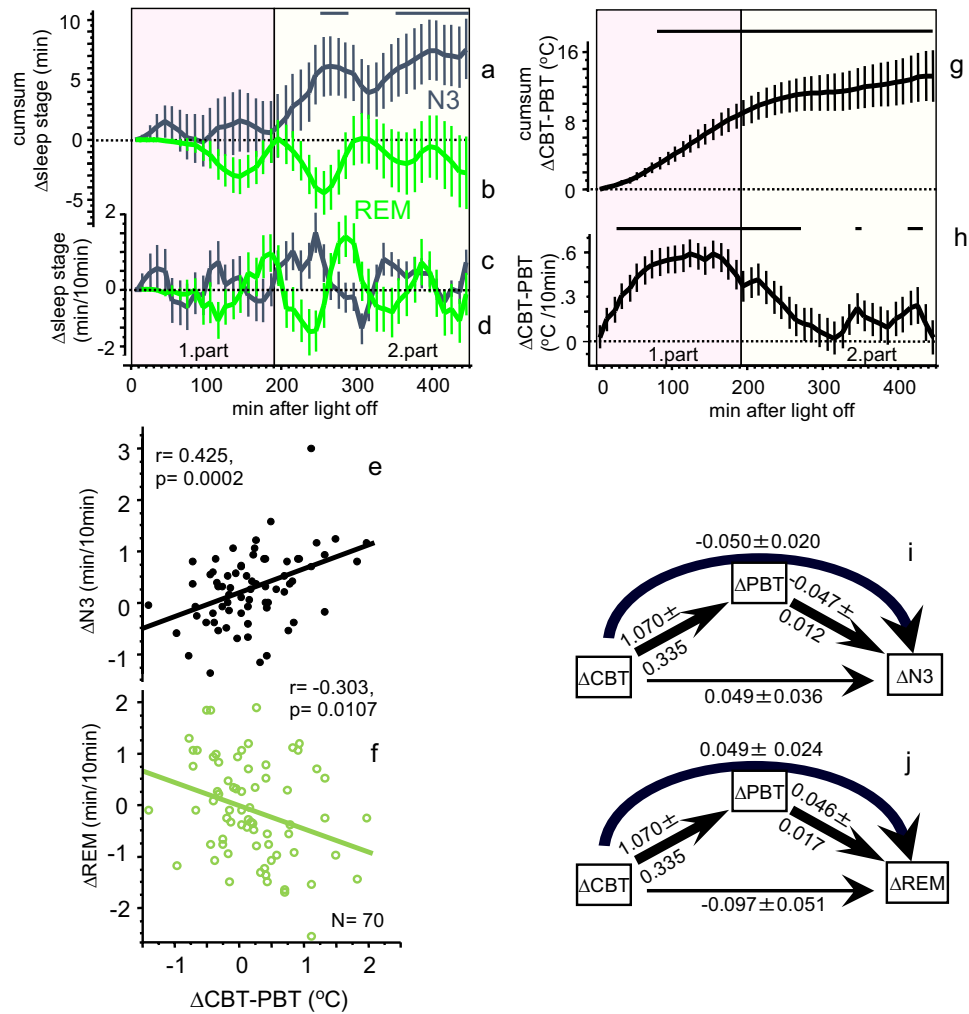 cumsum
Δsleep stage (min)
10
5
0
-5
a
N3
b
REM
Δsleep stage
(min/10min)
2
0
-2
c
d
1.part
2.part
0 100 200 300 400
min after light off
cumsum
ΔCBT-PBT (°C)
16
8
0
g
h
ΔCBT-PBT
(°C /10min)
.6
.3
0
1.part
2.part
0 100 200 300 400
min after light off
r= 0.425,
p= 0.0002
e
ΔN3 (min/10min)
3
2
1
0
-1
r= -0.303,
p= 0.0107
f
ΔREM (min/10min)
2
1
0
-1
-2
N= 70
-1 0 1 2
ΔCBT-PBT (°C)
-0.050±0.020
i
ΔPBT
1.070±
0.335
-0.047±
0.012
ΔCBT
ΔN3
0.049±0.036
0.049± 0.024
j
ΔPBT
1.070±
0.335
0.046±
0.017
ΔCBT
ΔREM
-0.097±0.051